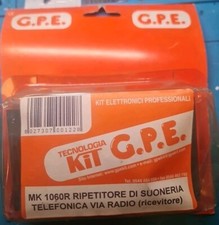 G.P.E.
KIT ELETTRONICI PROFESSIONALI
TECNOLOGIA
KiT G.P.E.
MK 1060R RIPETITORE DI SUONERIA
TELEFONICA VIA RADIO (ricevitore)